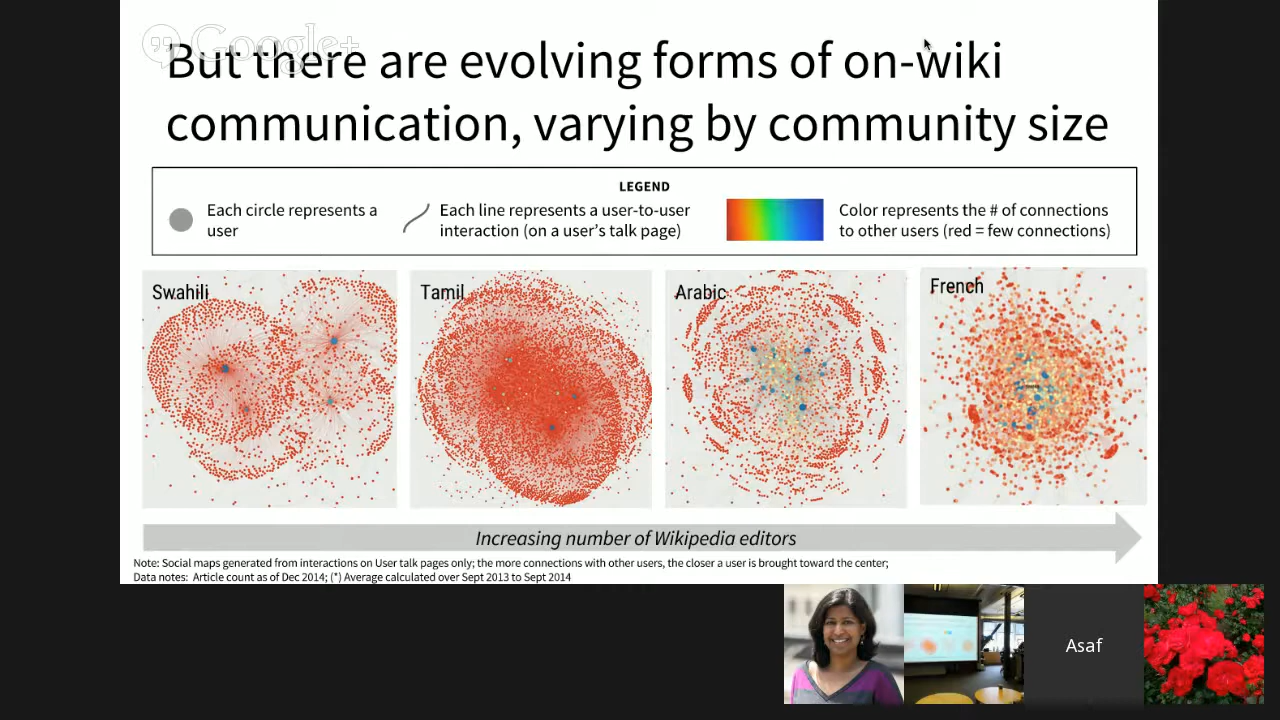 Google+
But there are evolving forms of on-wiki
communication, varying by community size
LEGEND
Each circle represents a
user
Each line represents a user-to-user
interaction (on a user's talk page)
Color represents the # of connections
to other users (red = few connections)
Swahili
Tamil
Arabic
French
Increasing number of Wikipedia editors
Note: Social maps generated from interactions on User talk pages only; the more connections with other users, the closer a user is brought toward the center;
Data notes: Article count as of Dec 2014; (*) Average calculated over Sept 2013 to Sept 2014
Asaf